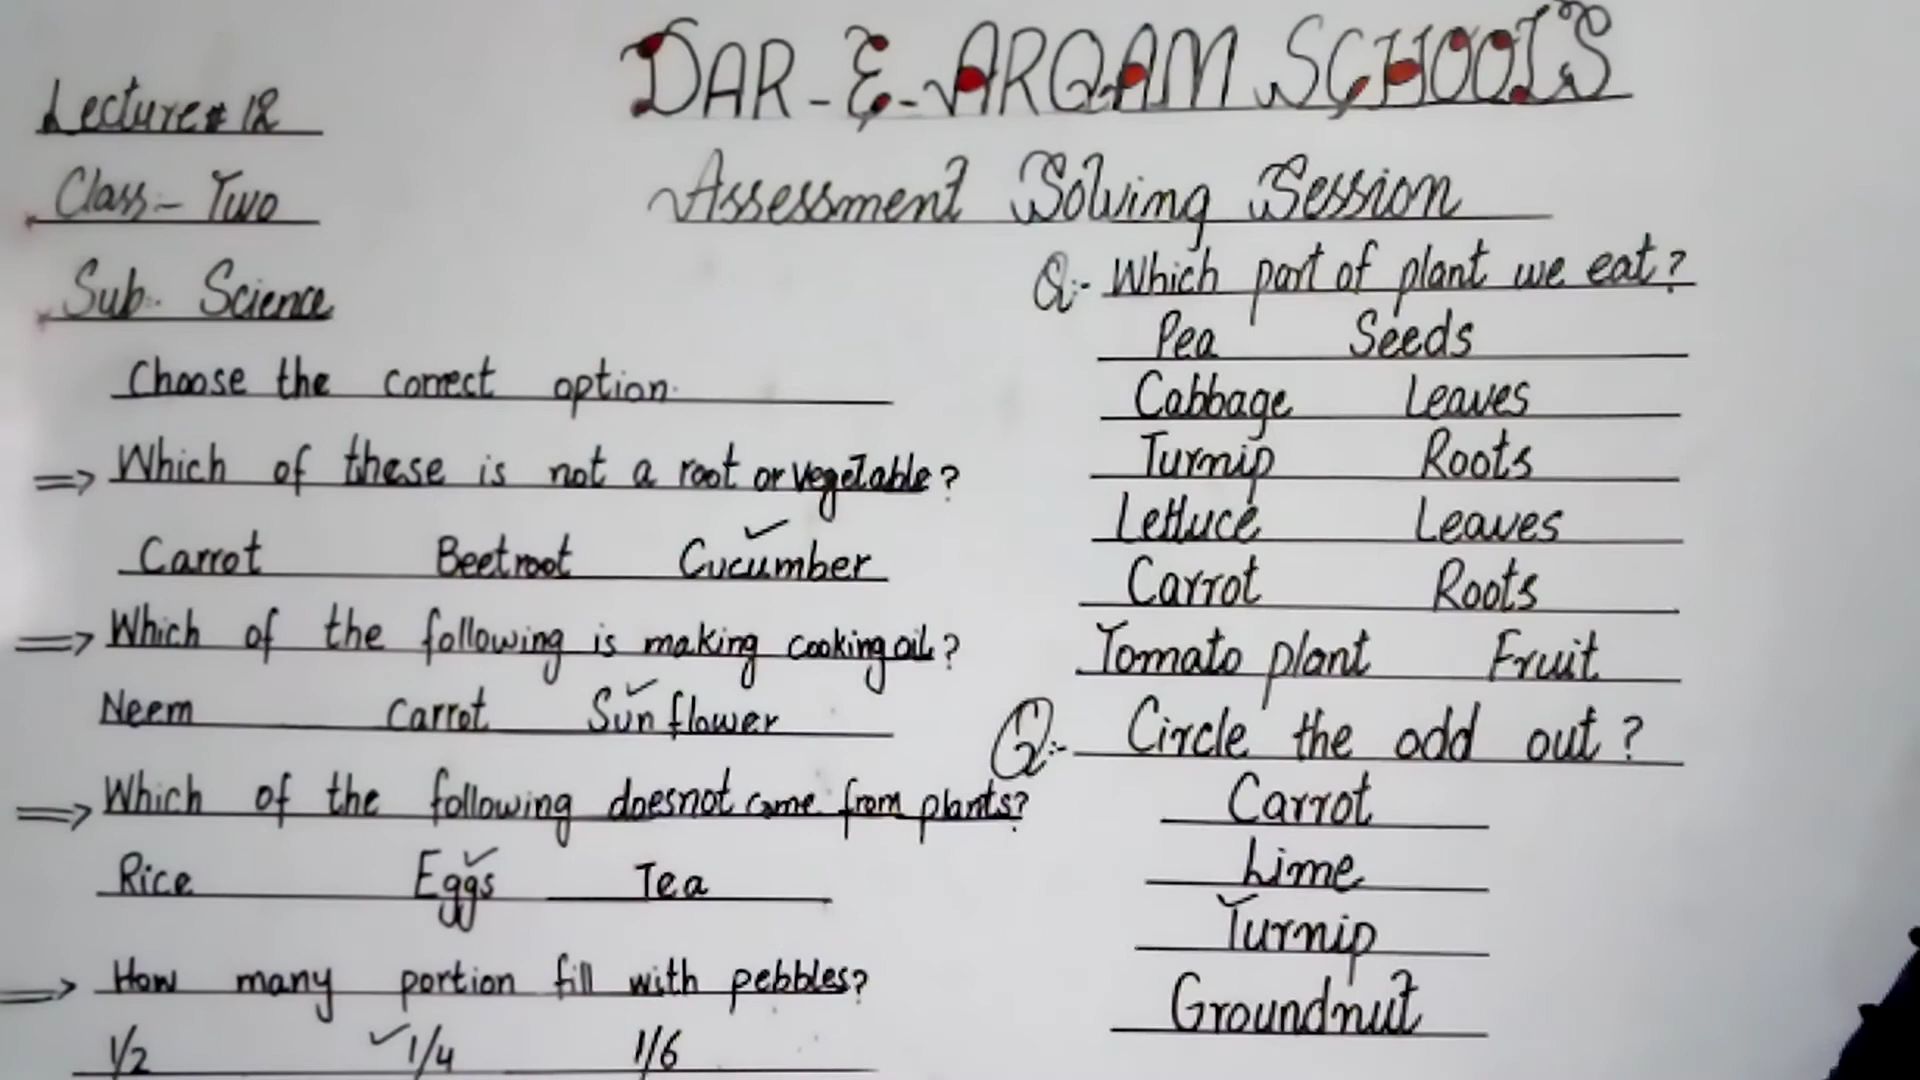 DAR-E-ARQAM SCHOOLS
Lecture# 12
Assessment Solving Session
Class:- Two
Sub:- Science
Choose the correct option.
=> Which of these is not a root or vegetable?
Carrot Beetroot Cucumber ✓
=> Which of the following is making cooking oil?
Neem Carrot Sunflower ✓
=> Which of the following doesnot come from plants?
Rice Eggs ✓ Tea
=> How many portion fill with pebbles?
1/2 ✓ 1/4 1/6
Q:- Which part of plant we eat?
Pea Seeds
Cabbage Leaves
Turnip Roots
Lettuce Leaves
Carrot Roots
Tomato plant Fruit
Q:- Circle the odd out?
Carrot
Lime
Turnip
Groundnut